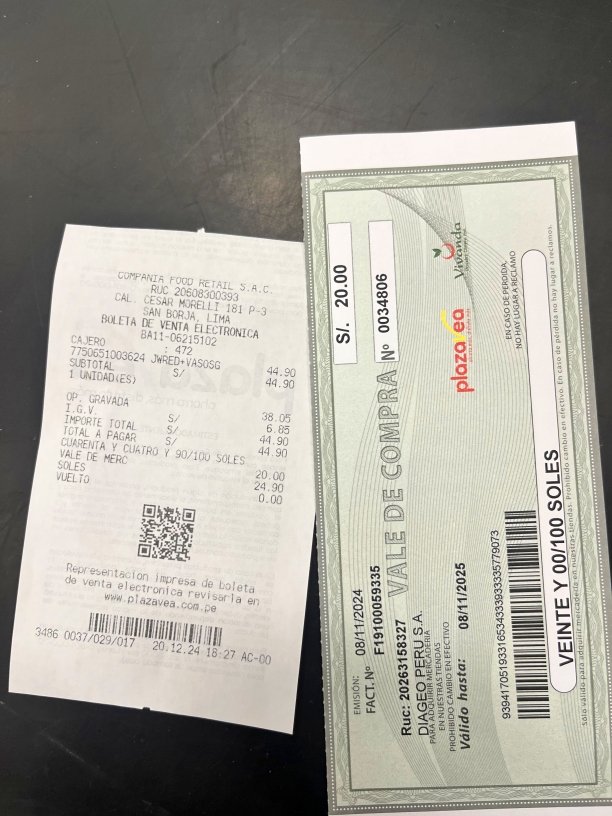 COMPANIA FOOD RETAIL S.A.C.
RUC 20608300393
CAL. CESAR MORELLI 181 P-3
SAN BORJA, LIMA
BOLETA DE VENTA ELECTRONICA
BA11-06215102
CAJERO : 472
7750651003624 JWRED+VASOSG 44.90
SUBTOTAL S/ 44.90
1 UNIDAD(ES)
OP. GRAVADA S/ 38.05
I.G.V. S/ 6.85
IMPORTE TOTAL S/ 44.90
TOTAL A PAGAR S/ 44.90
CUARENTA Y CUATRO Y 90/100 SOLES
VALE DE MERC 20.00
SOLES 24.90
VUELTO 0.00
Representacion impresa de boleta
de venta electronica revisarla en
www.plazavea.com.pe
3486 0037/029/017 20.12.24 18:27 AC-00
S/. 20.00
Nº 0034806
VALE DE COMPRA
plazavea
Vivanda
EMISIÓN: 08/11/2024
FACT. Nº F19100059335
Ruc: 20263158327
DIAGEO PERU S.A.
PARA ADQUIRIR MERCADERIA
EN NUESTRAS TIENDAS
PROHIBIDO CAMBIO EN EFECTIVO
Válido hasta: 08/11/2025
EN CASO DE PERDIDA,
NO HAY LUGAR A RECLAMO
93941705193316534333933335779073
VEINTE Y 00/100 SOLES
Sólo válido para adquirir mercadería en nuestras tiendas. Prohibido cambio en efectivo. En caso de pérdida no hay lugar a reclamos.